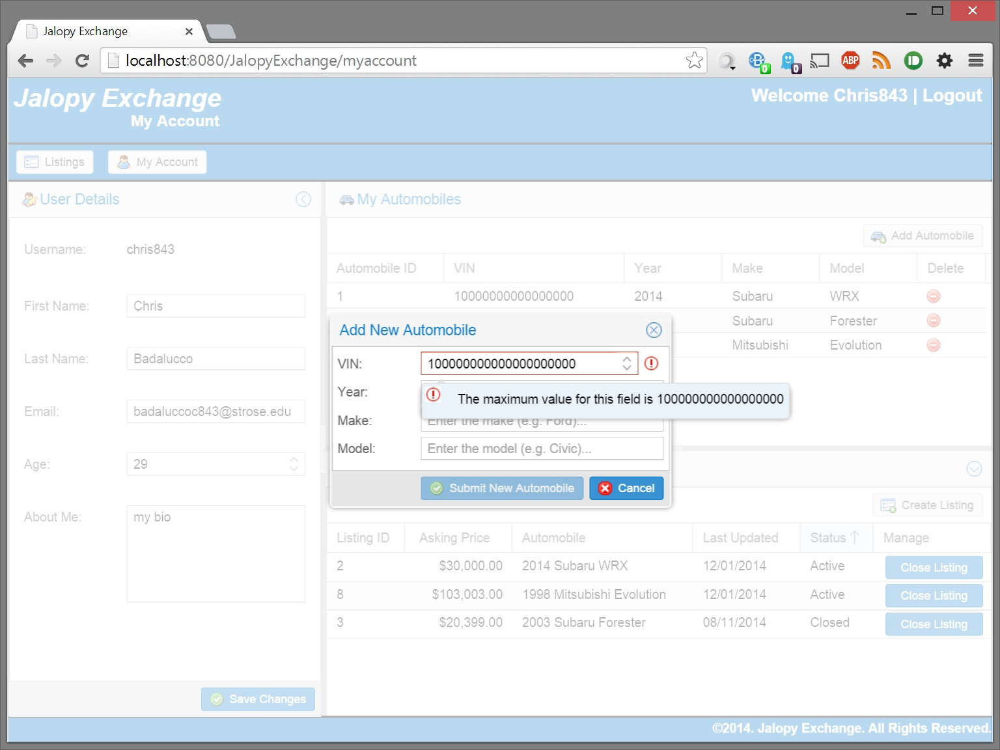 Jalopy Exchange
localhost:8080/JalopyExchange/myaccount
0
0
ABP
Jalopy Exchange
My Account
Welcome Chris843 | Logout
Listings
My Account
User Details
Username: chris843
First Name: Chris
Last Name: Badalucco
Email: badaluccoc843@strose.edu
Age: 29
About Me: my bio
Save Changes
My Automobiles
Add Automobile
Automobile ID VIN Year Make Model Delete
1 10000000000000000 2014 Subaru WRX
Subaru Forester
Mitsubishi Evolution
Add New Automobile
VIN: 100000000000000000000
The maximum value for this field is 100000000000000000
Year:
Make: Enter the make (e.g. Ford)...
Model: Enter the model (e.g. Civic)...
Submit New Automobile
Cancel
Create Listing
Listing ID Asking Price Automobile Last Updated Status Manage
2 $30,000.00 2014 Subaru WRX 12/01/2014 Active Close Listing
8 $103,003.00 1998 Mitsubishi Evolution 12/01/2014 Active Close Listing
3 $20,399.00 2003 Subaru Forester 08/11/2014 Closed Close Listing
©2014. Jalopy Exchange. All Rights Reserved.